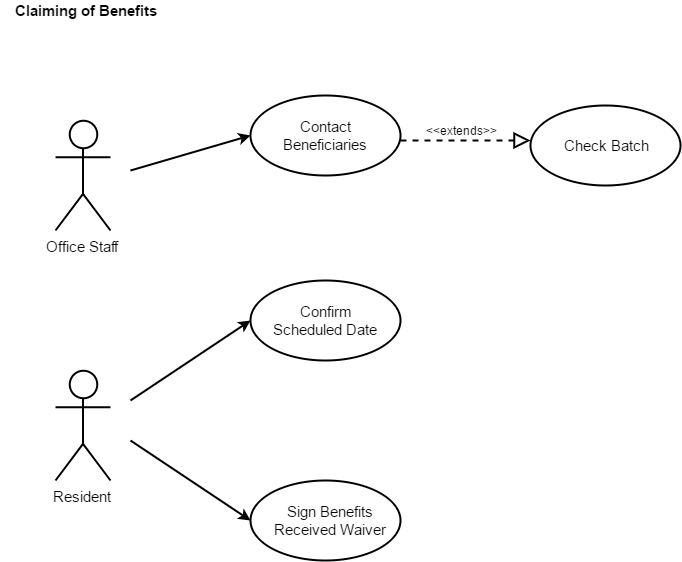 Claiming of Benefits
Contact
Beneficiaries
<<extends>>
Check Batch
Office Staff
Confirm
Scheduled Date
Resident
Sign Benefits
Received Waiver